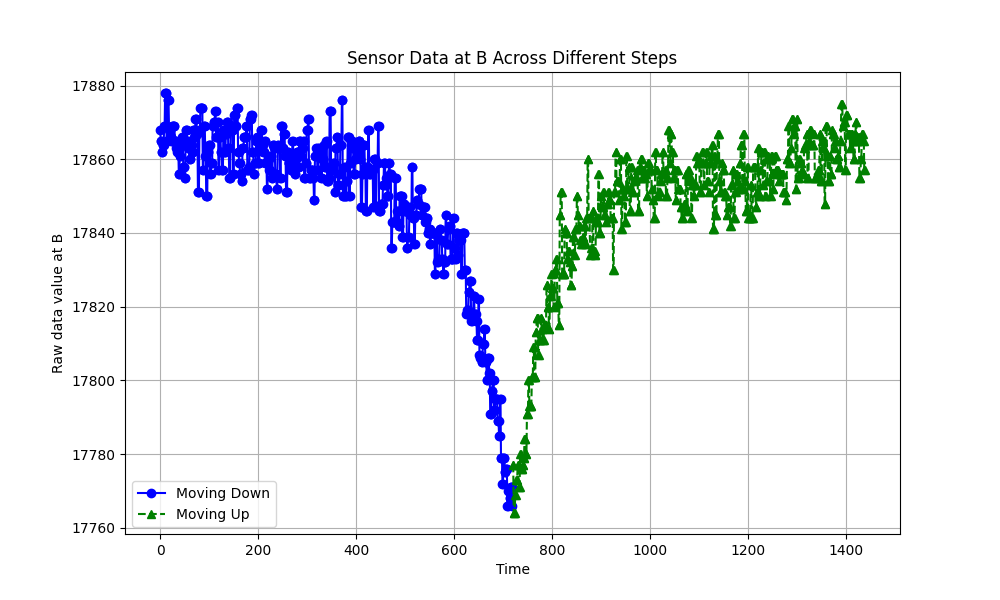 Sensor Data at B Across Different Steps
17880
17860
17840
17820
17800
17780
17760
Raw data value at B
Moving Down
Moving Up
0 200 400 600 800 1000 1200 1400
Time